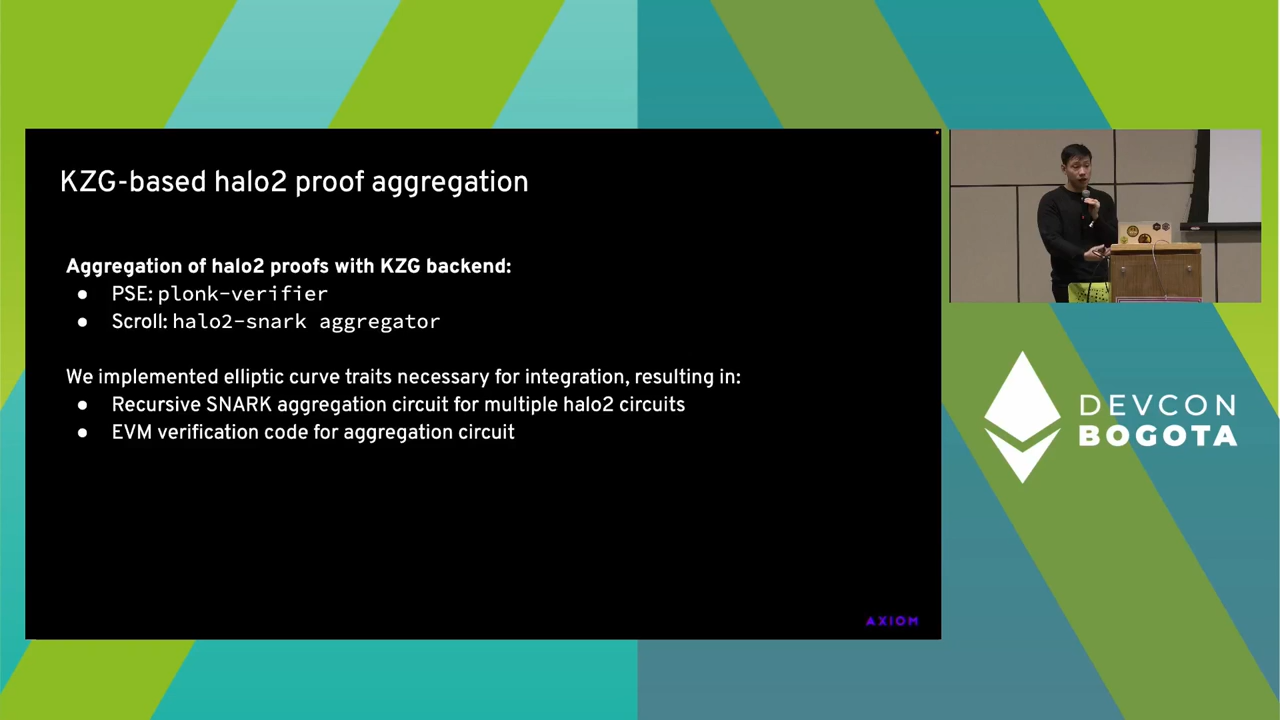 KZG-based halo2 proof aggregation
Aggregation of halo2 proofs with KZG backend:
● PSE: plonk-verifier
● Scroll: halo2-snark aggregator
We implemented elliptic curve traits necessary for integration, resulting in:
● Recursive SNARK aggregation circuit for multiple halo2 circuits
● EVM verification code for aggregation circuit
AXIOM
DEVCON
BOGOTA